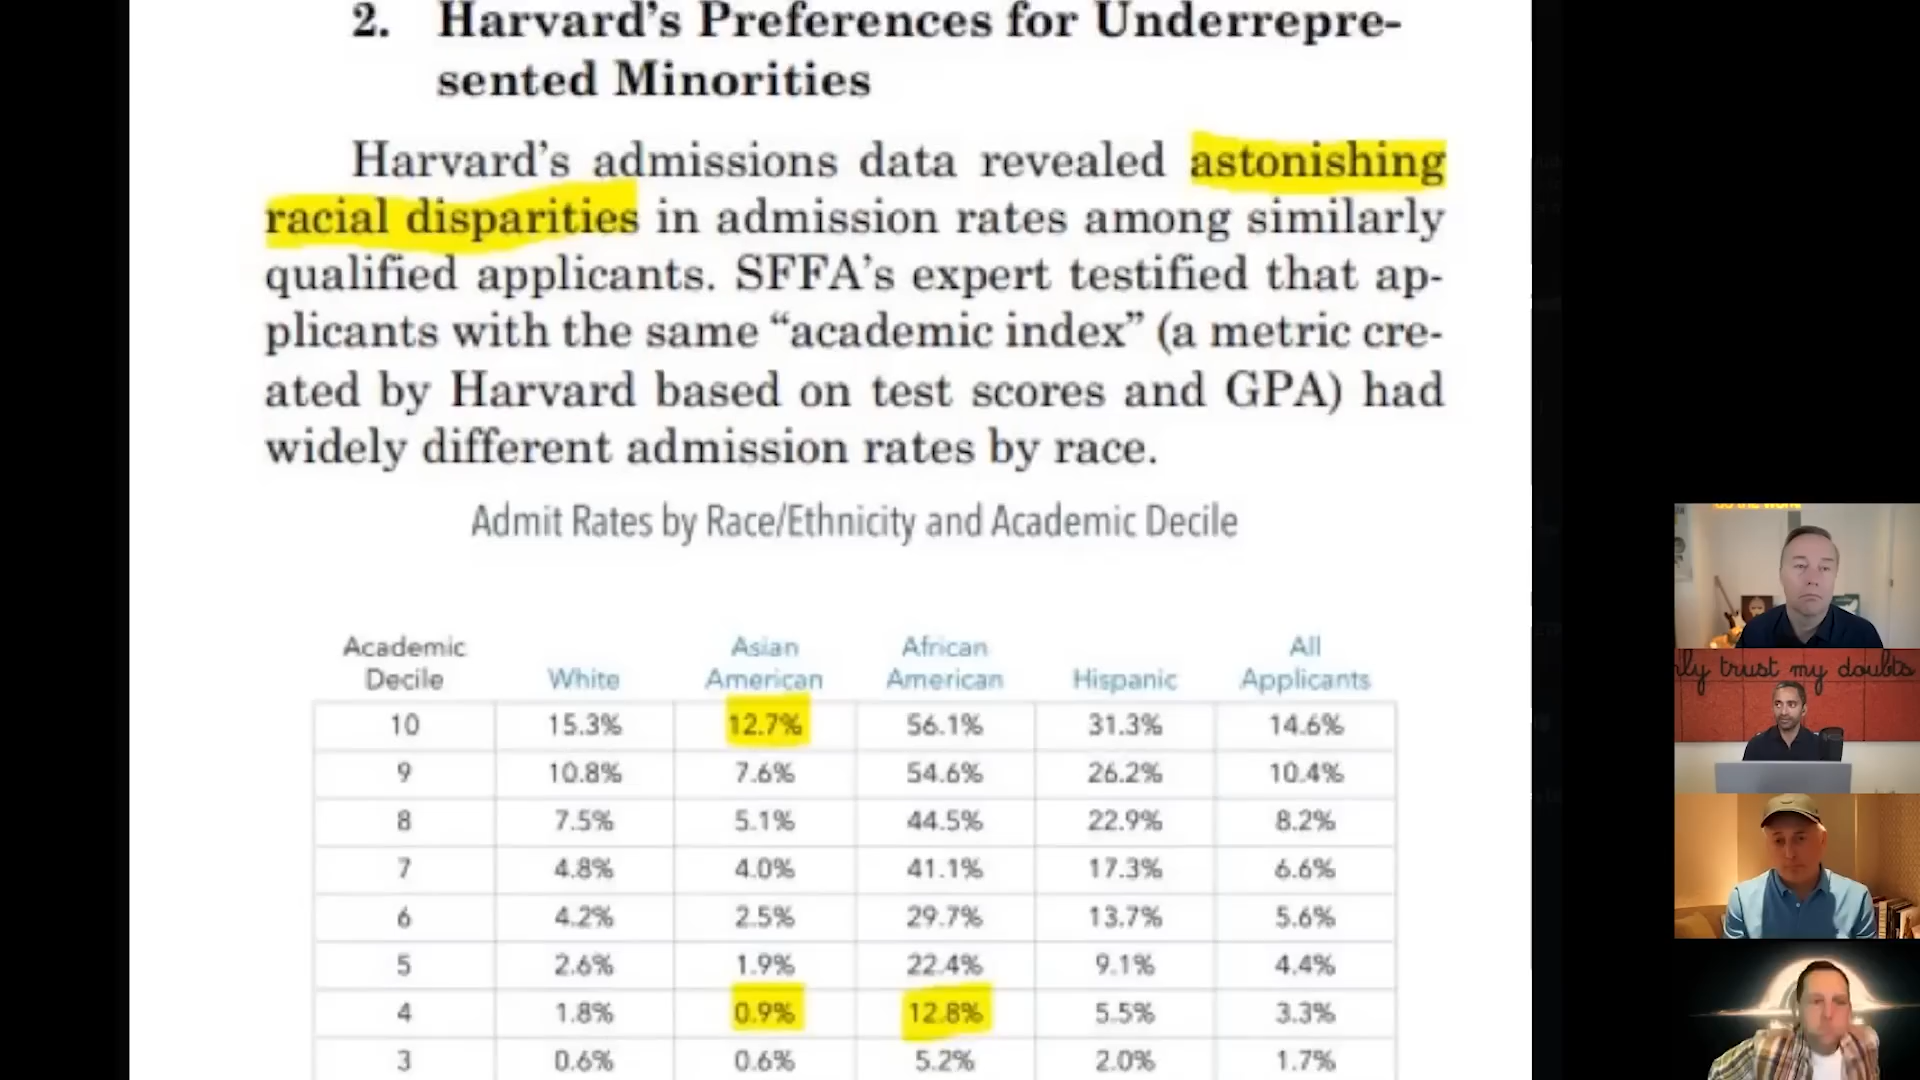 2. Harvard’s Preferences for Underrepre-
sented Minorities
Harvard’s admissions data revealed astonishing
racial disparities in admission rates among similarly
qualified applicants. SFFA’s expert testified that ap-
plicants with the same “academic index” (a metric cre-
ated by Harvard based on test scores and GPA) had
widely different admission rates by race.
Admit Rates by Race/Ethnicity and Academic Decile
Academic Decile White Asian American African American Hispanic All Applicants
10 15.3% 12.7% 56.1% 31.3% 14.6%
9 10.8% 7.6% 54.6% 26.2% 10.4%
8 7.5% 5.1% 44.5% 22.9% 8.2%
7 4.8% 4.0% 41.1% 17.3% 6.6%
6 4.2% 2.5% 29.7% 13.7% 5.6%
5 2.6% 1.9% 22.4% 9.1% 4.4%
4 1.8% 0.9% 12.8% 5.5% 3.3%
3 0.6% 0.6% 5.2% 2.0% 1.7%
trust my doubts